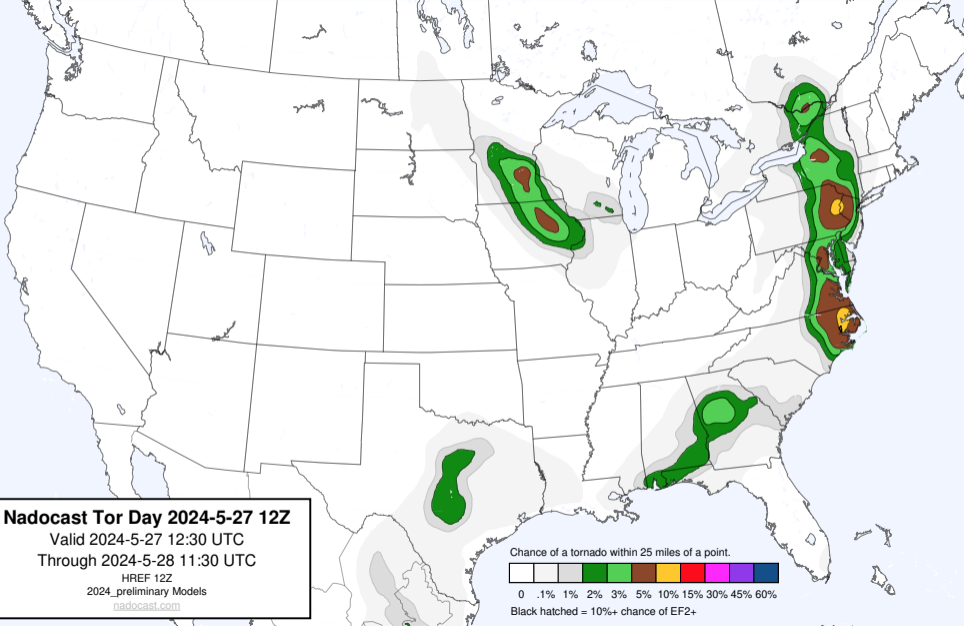 Nadocast Tor Day 2024-5-27 12Z
Valid 2024-5-27 12:30 UTC
Through 2024-5-28 11:30 UTC
HREF 12Z
2024_preliminary Models
nadocast.com
Chance of a tornado within 25 miles of a point.
0 .1% 1% 2% 3% 5% 10% 15% 30% 45% 60%
Black hatched = 10%+ chance of EF2+